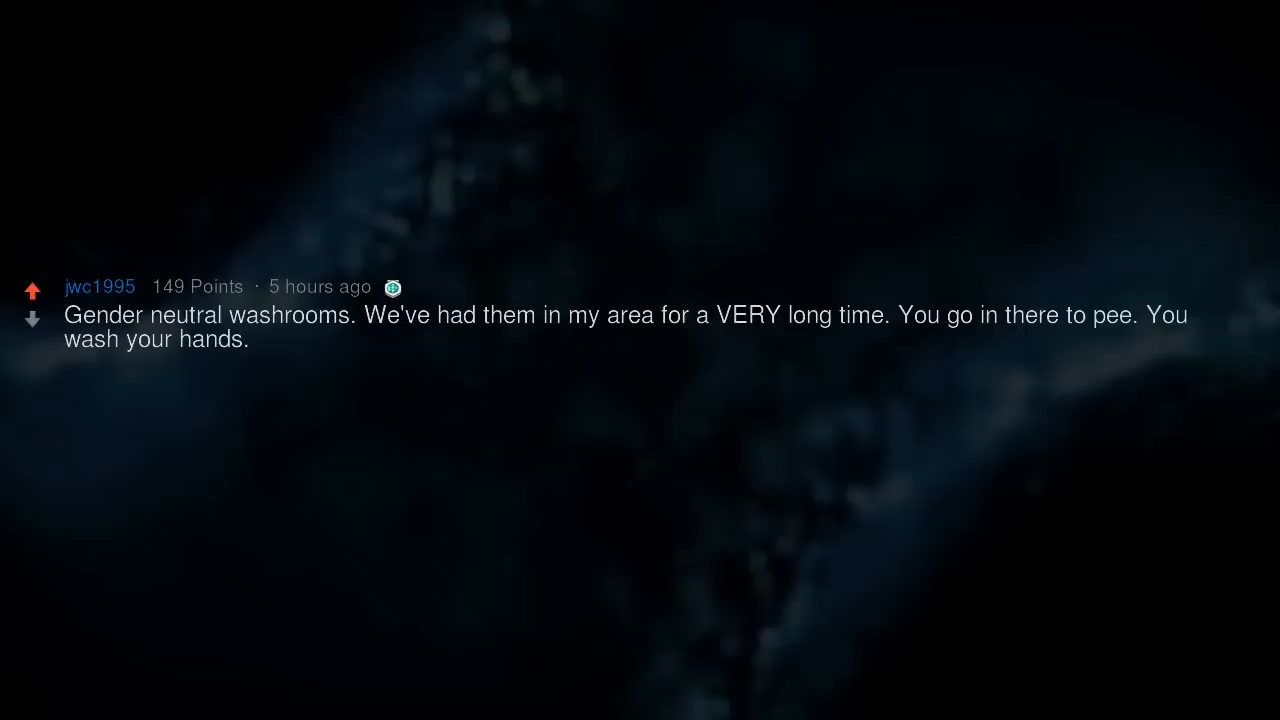 jwc1995 149 Points · 5 hours ago
Gender neutral washrooms. We've had them in my area for a VERY long time. You go in there to pee. You
wash your hands.